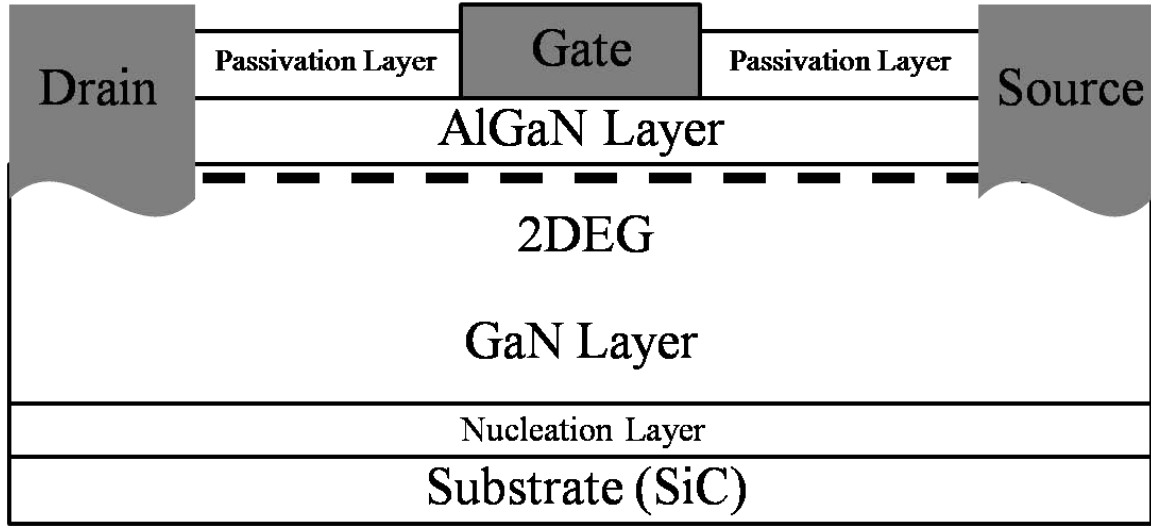 Drain
Passivation Layer
Gate
Passivation Layer
Source
AlGaN Layer
2DEG
GaN Layer
Nucleation Layer
Substrate (SiC)